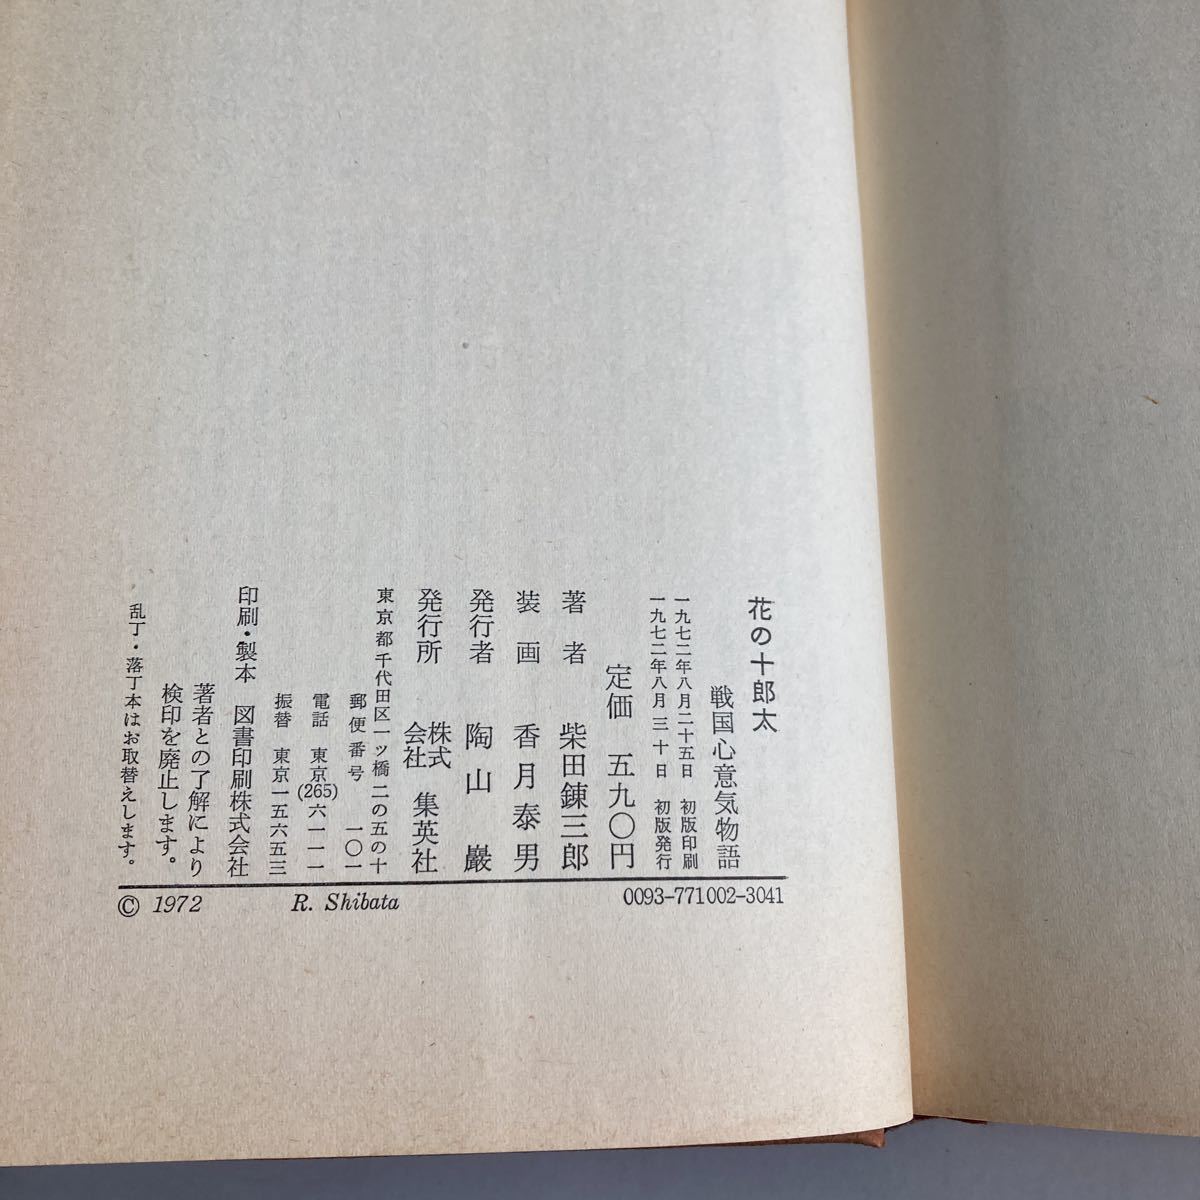 花の十郎太
戦国心意気物語
一九七二年八月二十五日　初版印刷
一九七二年八月三十日　初版発行
定価　五九〇円
著者　柴田錬三郎
装画　香月泰男
発行者　陶山巖
発行所　株式会社　集英社
東京都千代田区一ッ橋二の五の十
郵便番号　一〇一
電話　東京(265)六一一一
振替　東京一五六五三
印刷・製本　図書印刷株式会社
著者との了解により
検印を廃止します。
乱丁・落丁本はお取替えします。
© 1972 R. Shibata 0093-771002-3041